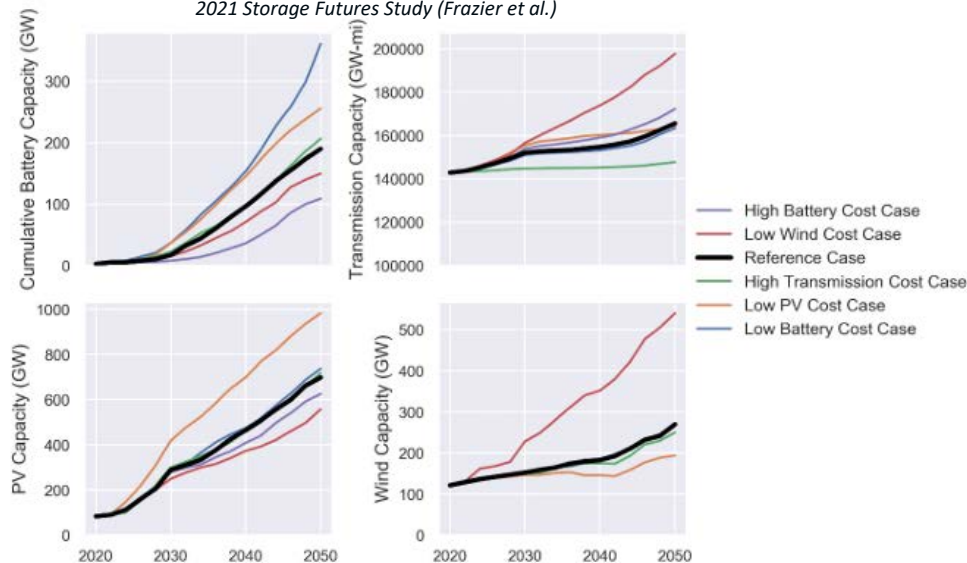 2021 Storage Futures Study (Frazier et al.)
Cumulative Battery Capacity (GW)
300
200
100
0
Transmission Capacity (GW-mi)
200000
180000
160000
140000
120000
100000
High Battery Cost Case
Low Wind Cost Case
Reference Case
High Transmission Cost Case
Low PV Cost Case
Low Battery Cost Case
PV Capacity (GW)
1000
800
600
400
200
0
2020 2030 2040 2050
Wind Capacity (GW)
500
400
300
200
100
0
2020 2030 2040 2050